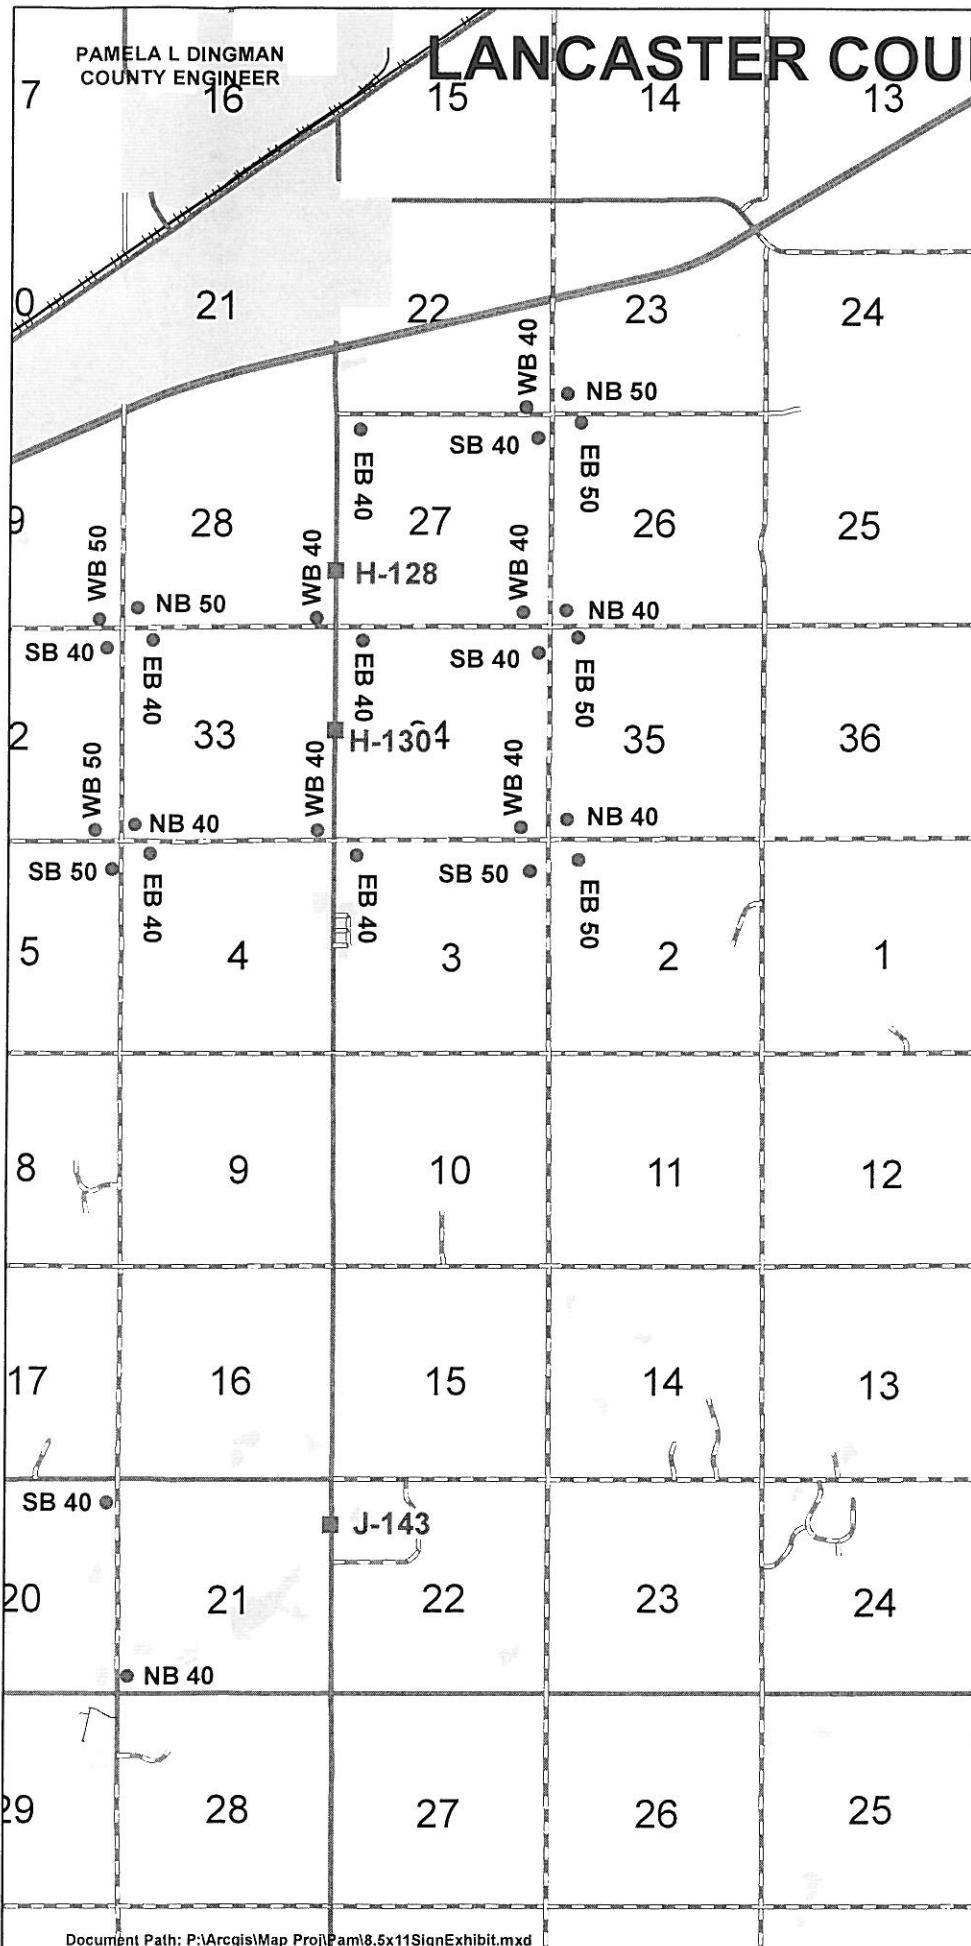 PAMELA L DINGMAN
COUNTY ENGINEER
LANCASTER COU
7
16
15
14
13
0
21
22
23
24
WB 40
NB 50
SB 40
EB 40
EB 50
9
28
27
26
25
WB 50
NB 50
WB 40
H-128
WB 40
NB 40
SB 40
EB 40
EB 40
SB 40
EB 50
2
33
H-130
35
36
WB 50
NB 40
WB 40
WB 40
NB 40
SB 50
EB 40
EB 40
SB 50
EB 50
5
4
3
2
1
8
9
10
11
12
17
16
15
14
13
SB 40
J-143
20
21
22
23
24
NB 40
29
28
27
26
25
Document Path: P:\Arcgis\Map Proj\Pam\8.5x11SignExhibit.mxd